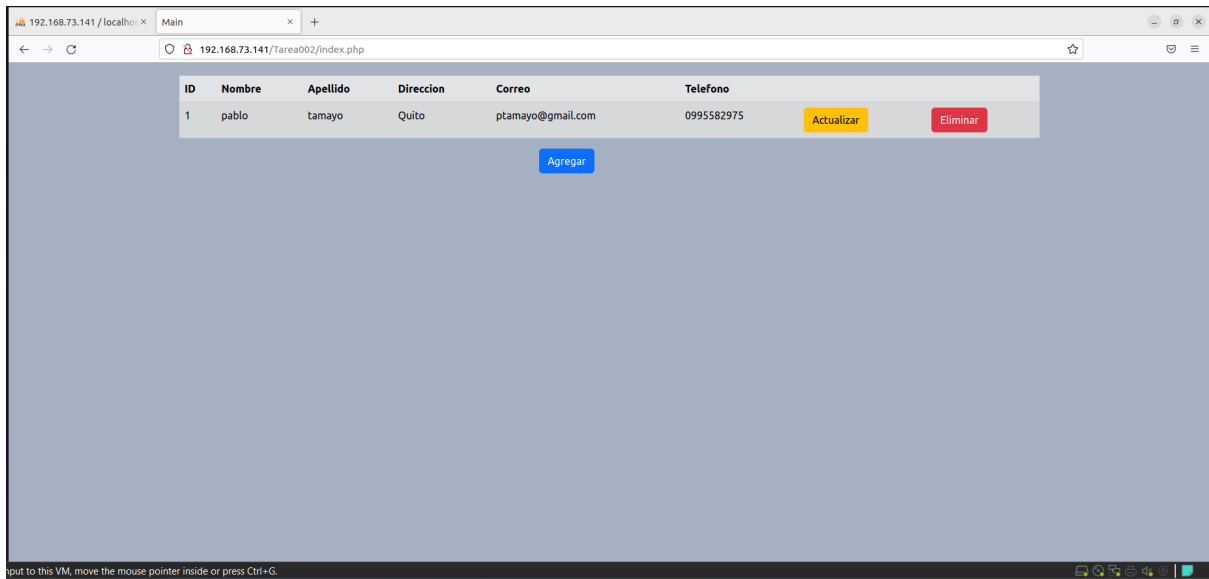 192.168.73.141 / localhos Main
192.168.73.141/Tarea002/index.php
ID Nombre Apellido Direccion Correo Telefono
1 pablo tamayo Quito ptamayo@gmail.com 0995582975 Actualizar Eliminar
Agregar
nput to this VM, move the mouse pointer inside or press Ctrl+G.